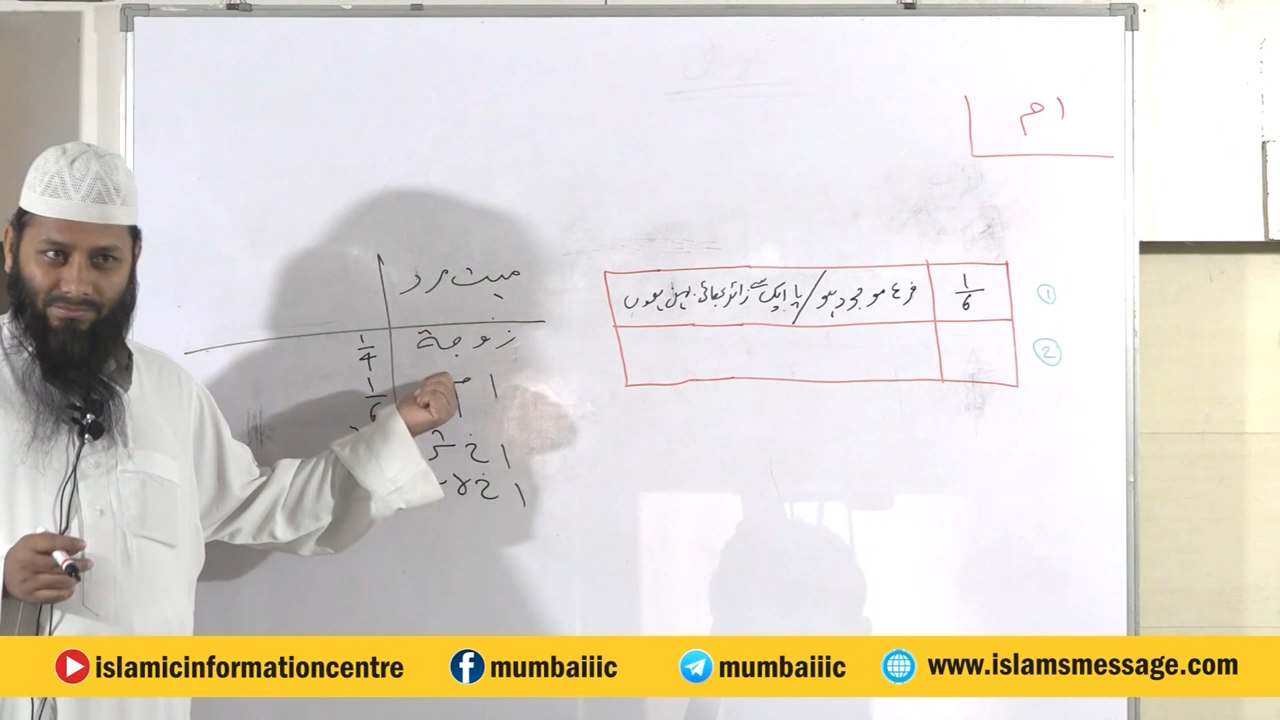 ام
① 1/6 فرع موجود ہو/یا ایک سے زائد بھائی بہن ہوں
②
میت مرد
زوجة 1/4
ام 1/6
اخ ش
islamicinformationcentre mumbaiiic mumbaiiic www.islamsmessage.com